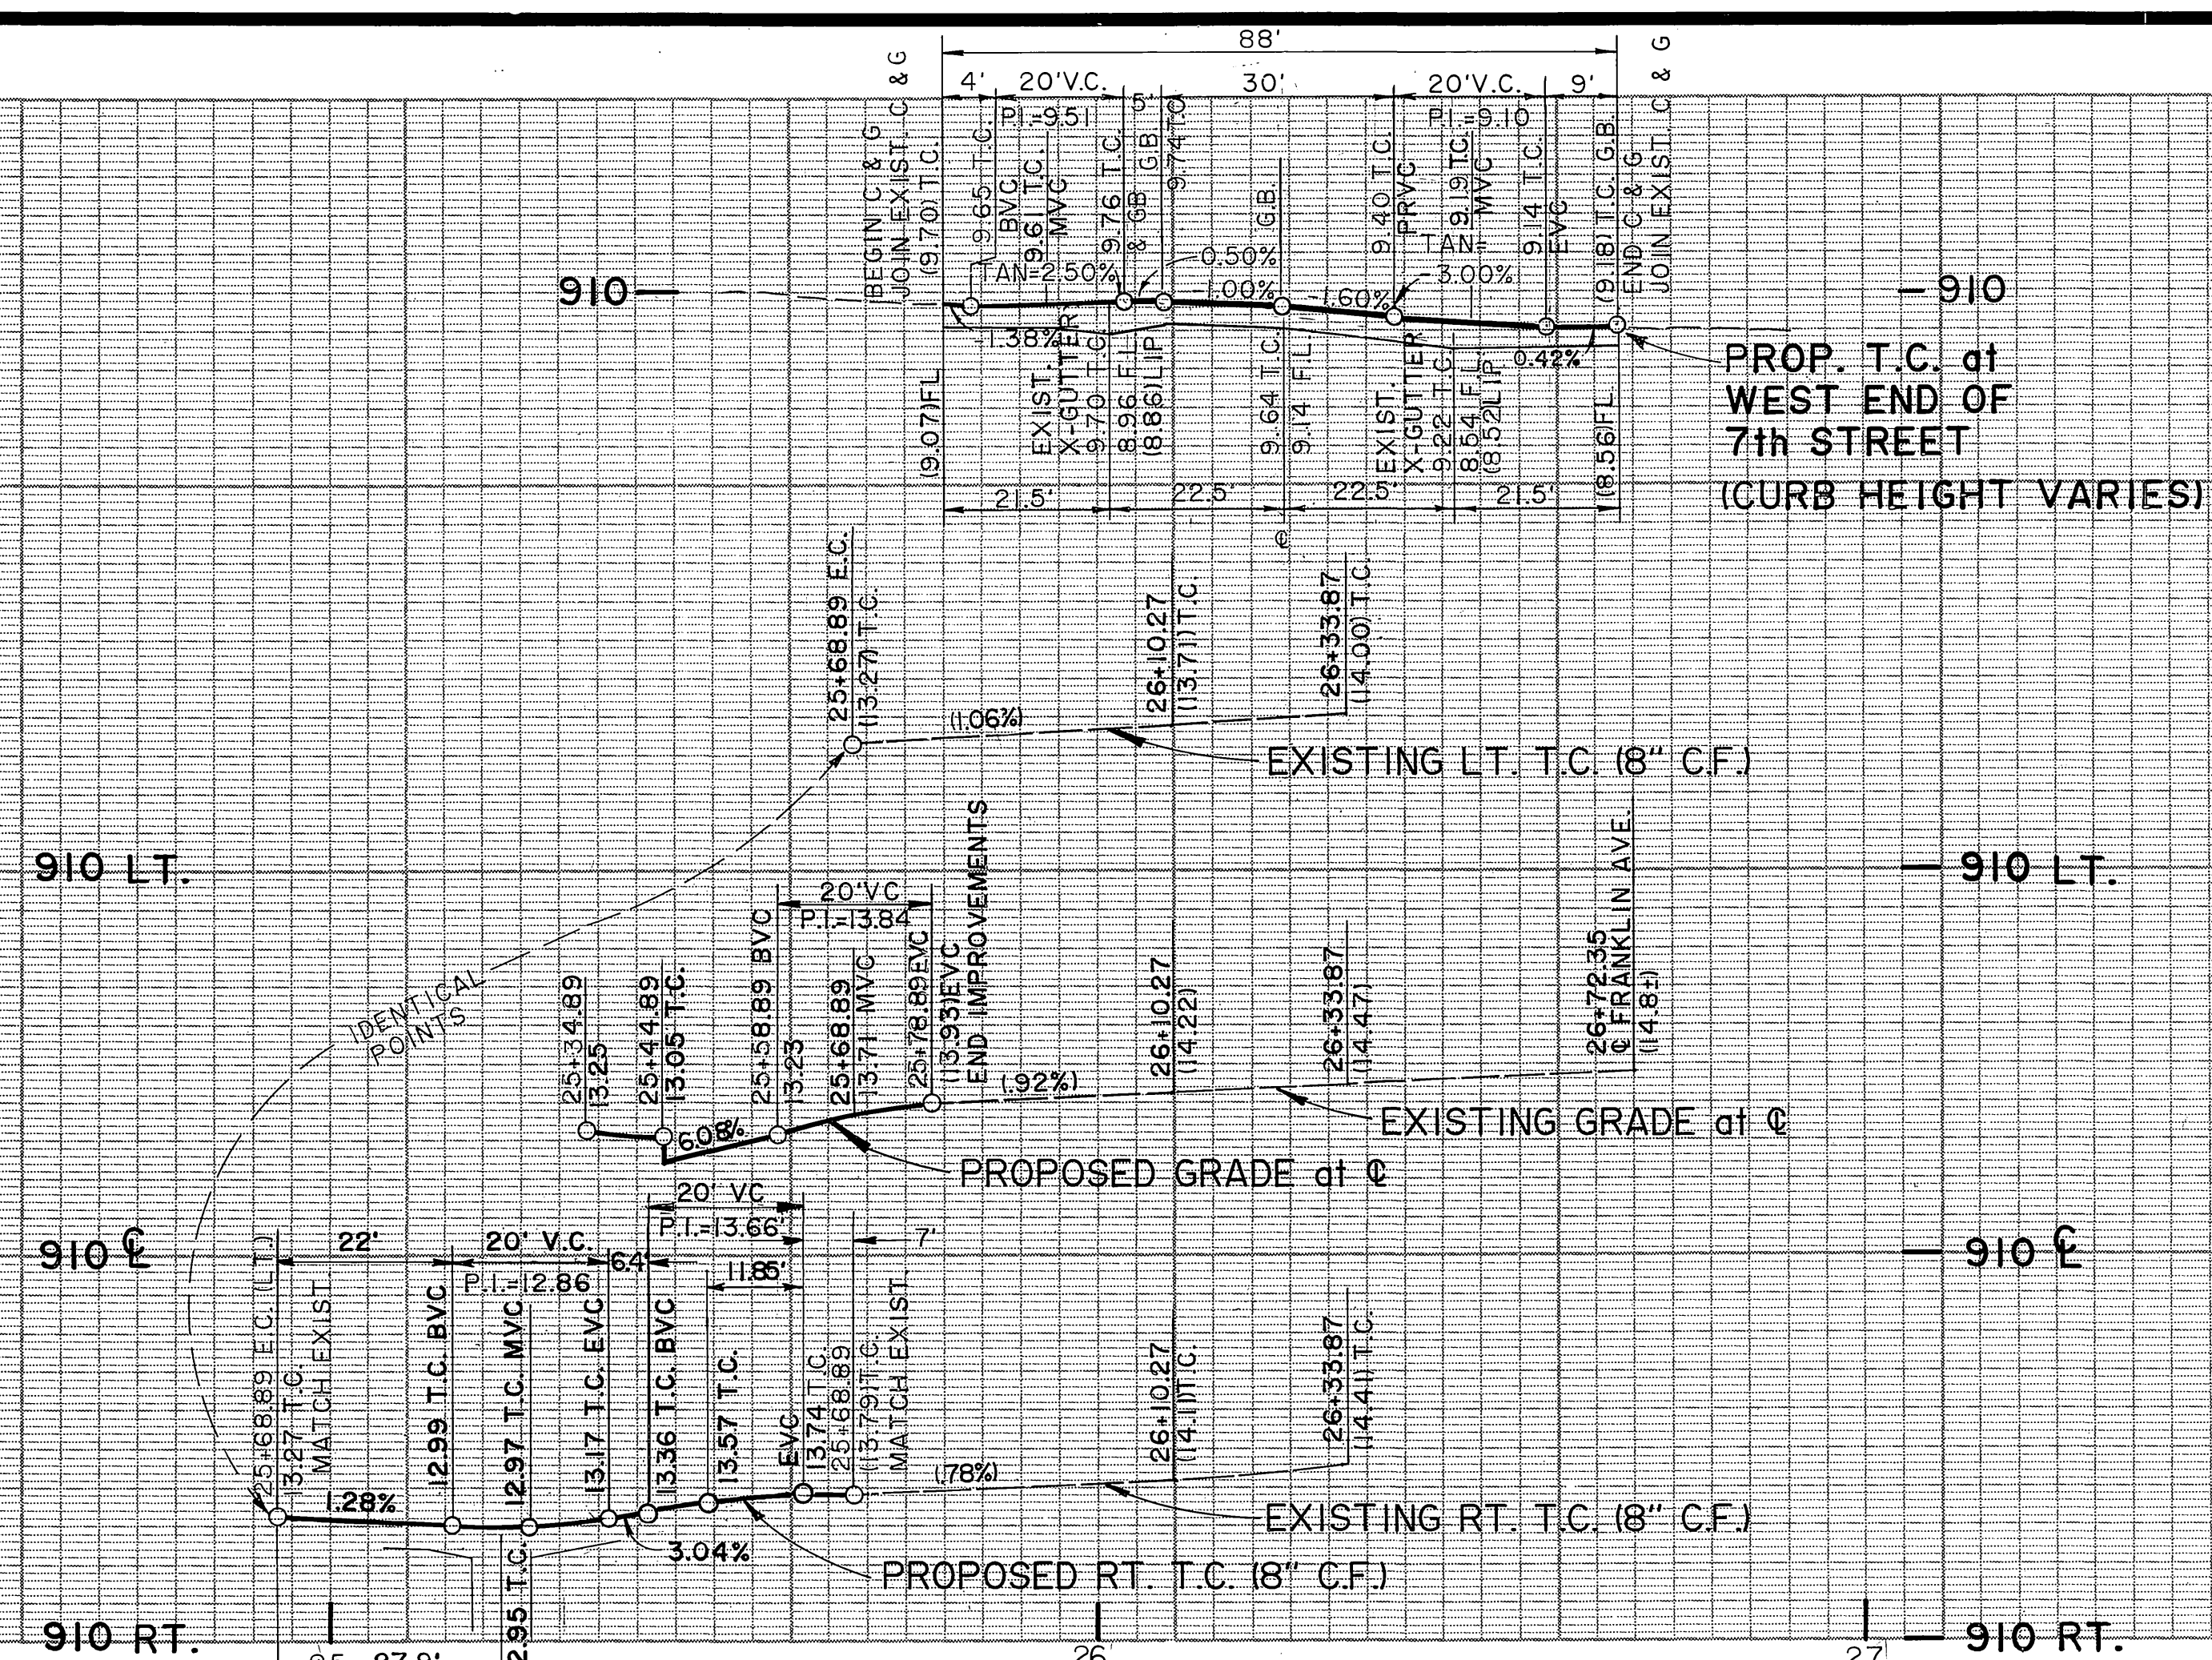 88'
4'
20'V.C.
5'
30'
20'V.C.
9'
P.I.=9.51
P.I.=9.10
BEGIN C & G
JOIN EXIST. C & G
(9.70) T.C.
9.65 T.C.
BVC
9.61 T.C.
MVC
9.76 T.C.
& GB
G.B.
9.74 T.C.
G.B.
9.40 T.C.
PRVC
9.19 T.C.
MVC
9.14 T.C.
EVC
(9.18) T.C. G.B.
END C & G
JOIN EXIST. C & G
TAN=2.50%
0.50%
-1.00%
-1.60%
TAN=
-3.00%
910
910
-1.38%
0.42%
(9.07)FL
EXIST.
X-GUTTER
9.70 T.C.
8.96 F.L.
(8.86)LIP
9.64 T.C.
9.14 FL
EXIST.
X-GUTTER
9.22 T.C.
8.54 FL
(8.52)LIP
(8.56)FL.
PROP. T.C. at
WEST END OF
7th STREET
(CURB HEIGHT VARIES)
21.5'
22.5'
22.5'
21.5'
℄
25+68.89 E.C.
(13.27) T.C.
26+10.27
(13.71)T.C.
26+33.87
(14.00)T.C.
(1.06%)
EXISTING LT. T.C. (8" C.F.)
910 LT.
910 LT.
20'VC
P.I.=13.84
IDENTICAL
POINTS
25+34.89
13.25
25+44.89
13.05 T.C.
25+58.89 BVC
13.23
25+68.89
13.71 MVC
25+78.89EVC
(13.93)EVC
END IMPROVEMENTS
26+10.27
(14.22)
26+33.87
(14.47)
26+72.35
℄ FRANKLIN AVE.
(14.8±)
6.08%
(.92%)
EXISTING GRADE at ℄
PROPOSED GRADE at ℄
910 ℄
910 ℄
22'
20' V.C.
6.4'
20' VC
P.I.=12.86
P.I.=13.66'
11.85'
7'
25+68.89 E.C. (LT.)
13.27 T.C.
MATCH EXIST.
12.99 T.C. BVC
12.97 T.C. MVC
13.17 T.C. EVC
13.36 T.C. BVC
13.57 T.C.
EVC
13.74 T.C.
25+68.89
(13.79)T.C.
MATCH EXIST.
26+10.27
(14.11)T.C.
26+33.87
(14.41)T.C.
1.28%
3.04%
(.78%)
EXISTING RT. T.C. (8" C.F.)
PROPOSED RT. T.C. (8" C.F.)
910 RT.
910 RT.
2.95 T.C.
26
27